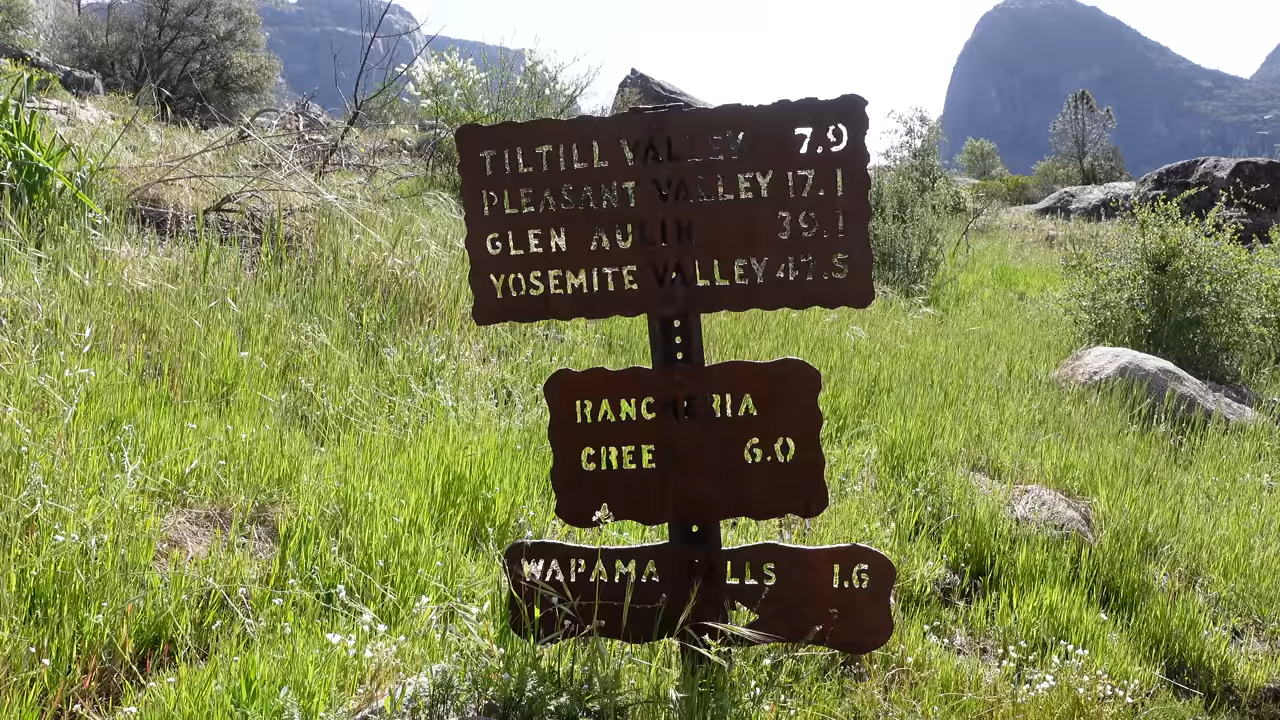 TILTILL VALLEY 7.9
PLEASANT VALLEY 17.1
GLEN AULIN 39.1
YOSEMITE VALLEY 47.5
RANCHERIA
CREEK 6.0
WAPAMA FALLS 1.6